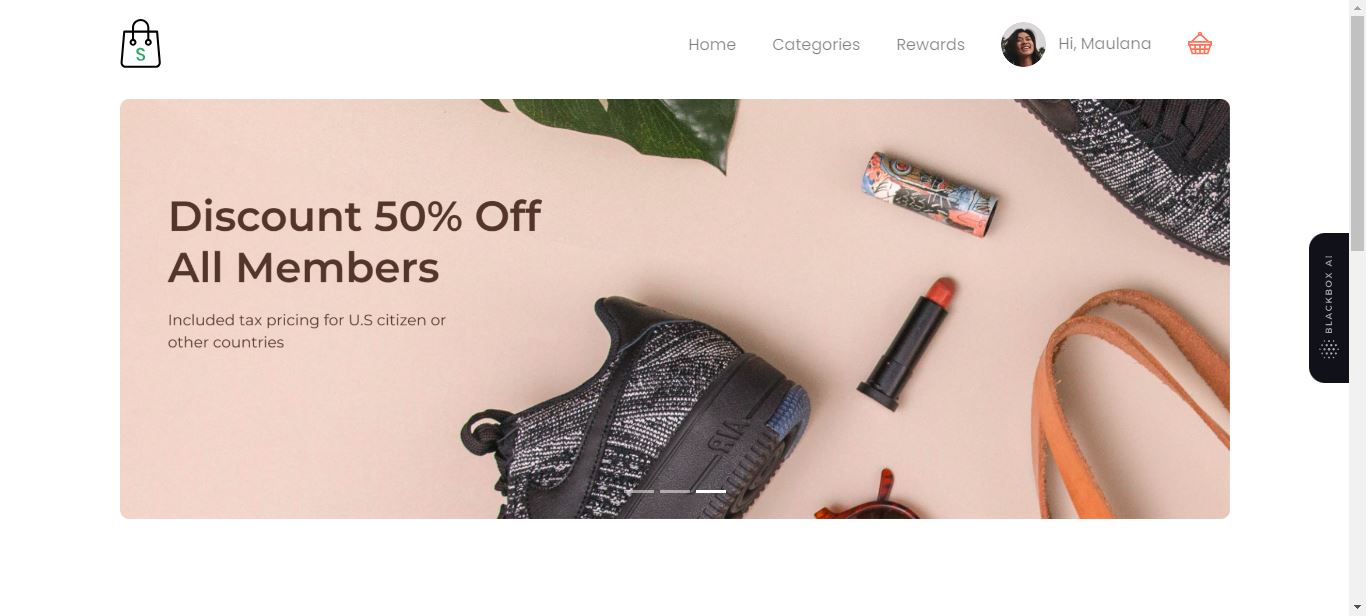 S
Home
Categories
Rewards
Hi, Maulana
Discount 50% Off
All Members
Included tax pricing for U.S citizen or
other countries
AIR
BLACKBOX AI